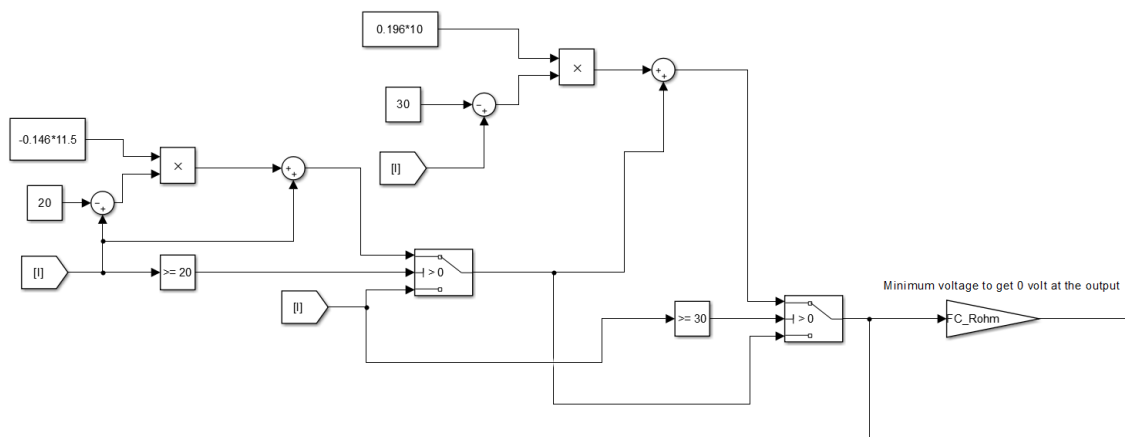 0.196*10
×
30
- +
+ +
[I]
-0.146*11.5
×
20
- +
+ +
[I]
>= 20
> 0
[I]
>= 30
> 0
Minimum voltage to get 0 volt at the output
FC_Rohm